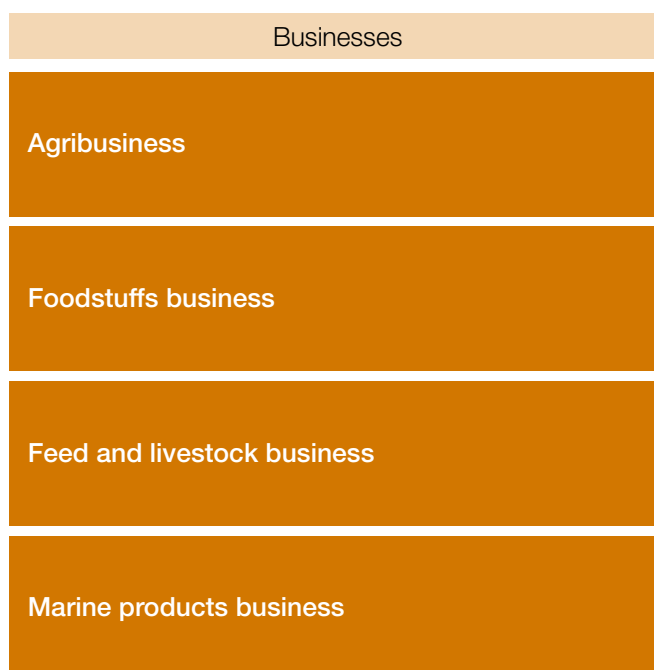 Businesses
Agribusiness
Foodstuffs business
Feed and livestock business
Marine products business